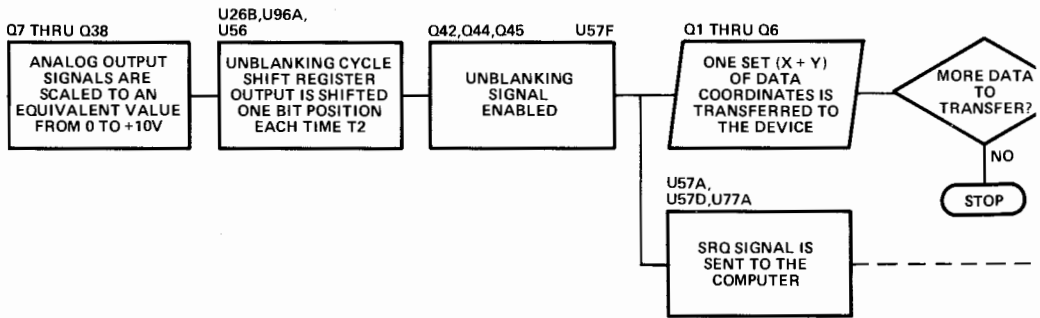 Q7 THRU Q38
ANALOG OUTPUT
SIGNALS ARE
SCALED TO AN
EQUIVALENT VALUE
FROM 0 TO +10V
U26B,U96A,
U56
UNBLANKING CYCLE
SHIFT REGISTER
OUTPUT IS SHIFTED
ONE BIT POSITION
EACH TIME T2
Q42,Q44,Q45 U57F
UNBLANKING
SIGNAL
ENABLED
Q1 THRU Q6
ONE SET (X + Y)
OF DATA
COORDINATES IS
TRANSFERRED TO
THE DEVICE
MORE DATA
TO
TRANSFER?
NO
STOP
U57A,
U57D,U77A
SRQ SIGNAL IS
SENT TO THE
COMPUTER